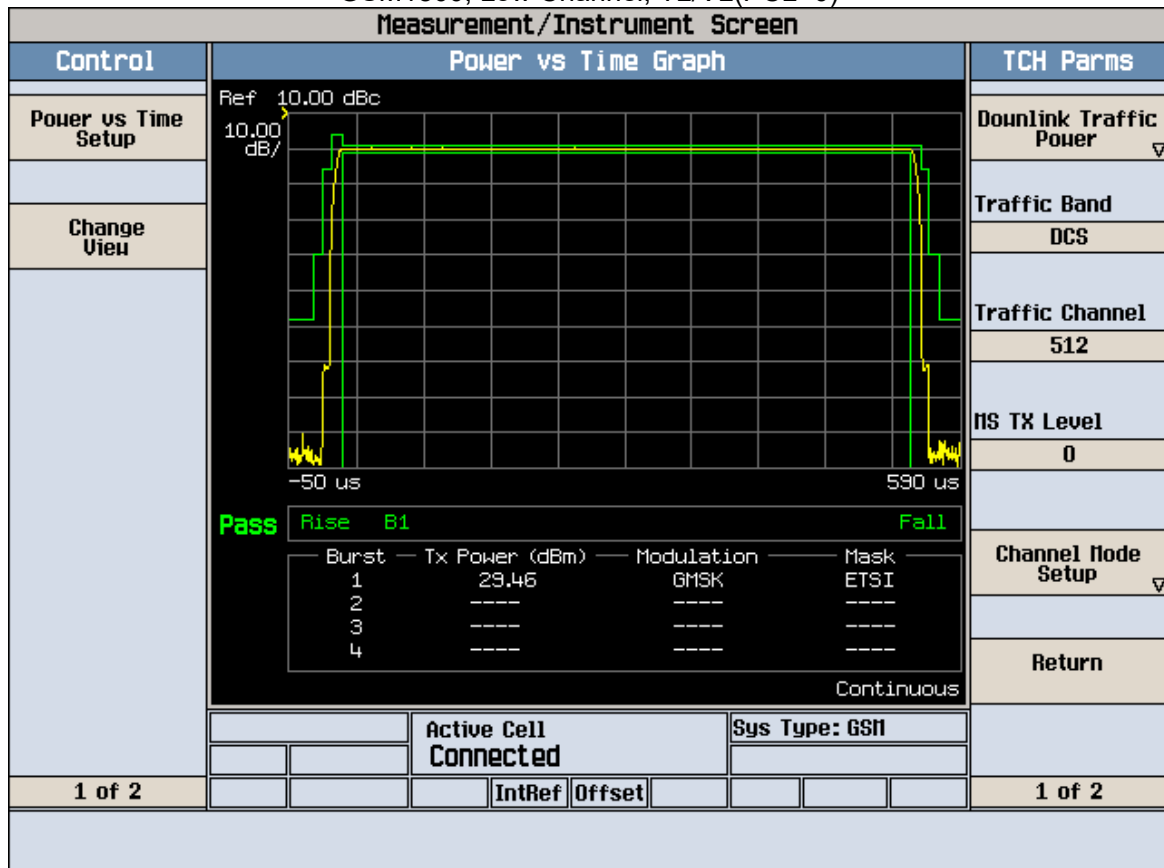 Measurement/Instrument Screen
Control
Power vs Time Graph
TCH Parms
Power vs Time
Setup
Change
View
1 of 2
Ref 10.00 dBc
10.00
dB/
-50 us
590 us
Pass
Rise B1
Fall
Burst Tx Power (dBm) Modulation Mask
1 29.46 GMSK ETSI
2 ---- ---- ----
3 ---- ---- ----
4 ---- ---- ----
Continuous
Active Cell
Connected
Sys Type: GSM
IntRef Offset
Downlink Traffic
Power
Traffic Band
DCS
Traffic Channel
512
MS TX Level
0
Channel Mode
Setup
Return
1 of 2